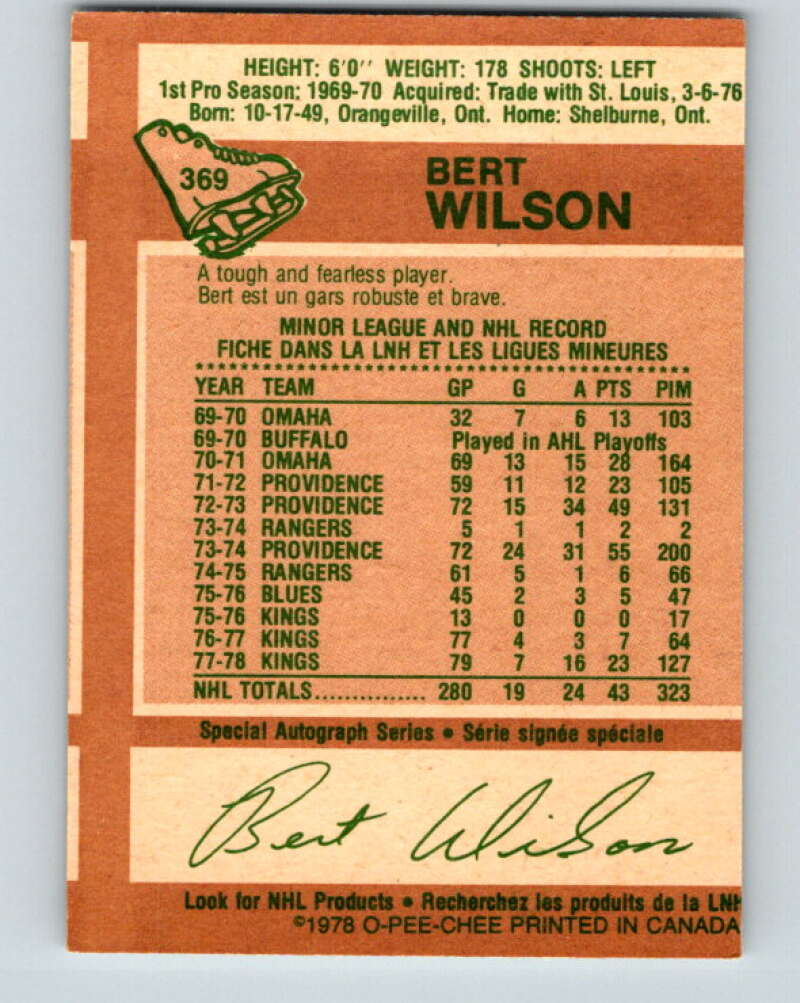 HEIGHT: 6'0'' WEIGHT: 178 SHOOTS: LEFT
1st Pro Season: 1969-70 Acquired: Trade with St. Louis, 3-6-76
Born: 10-17-49, Orangeville, Ont. Home: Shelburne, Ont.
369
BERT
WILSON
A tough and fearless player.
Bert est un gars robuste et brave.
MINOR LEAGUE AND NHL RECORD
FICHE DANS LA LNH ET LES LIGUES MINEURES
YEAR TEAM GP G A PTS PIM
69-70 OMAHA 32 7 6 13 103
69-70 BUFFALO Played in AHL Playoffs
70-71 OMAHA 69 13 15 28 164
71-72 PROVIDENCE 59 11 12 23 105
72-73 PROVIDENCE 72 15 34 49 131
73-74 RANGERS 5 1 1 2 2
73-74 PROVIDENCE 72 24 31 55 200
74-75 RANGERS 61 5 1 6 66
75-76 BLUES 45 2 3 5 47
75-76 KINGS 13 0 0 0 17
76-77 KINGS 77 4 3 7 64
77-78 KINGS 79 7 16 23 127
NHL TOTALS............... 280 19 24 43 323
Special Autograph Series • Série signée spéciale
Bert Wilson
Look for NHL Products • Recherchez les produits de la LNH
©1978 O-PEE-CHEE PRINTED IN CANADA